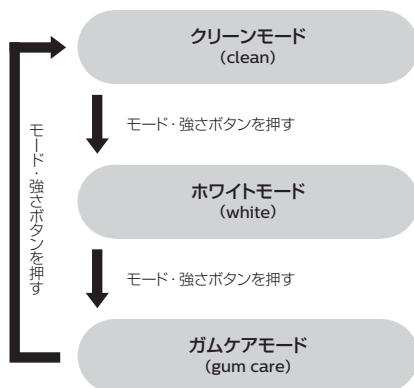 クリーンモード
(clean)
モード・強さボタンを押す
ホワイトモード
(white)
モード・強さボタンを押す
ガムケアモード
(gum care)
モード・強さボタンを押す